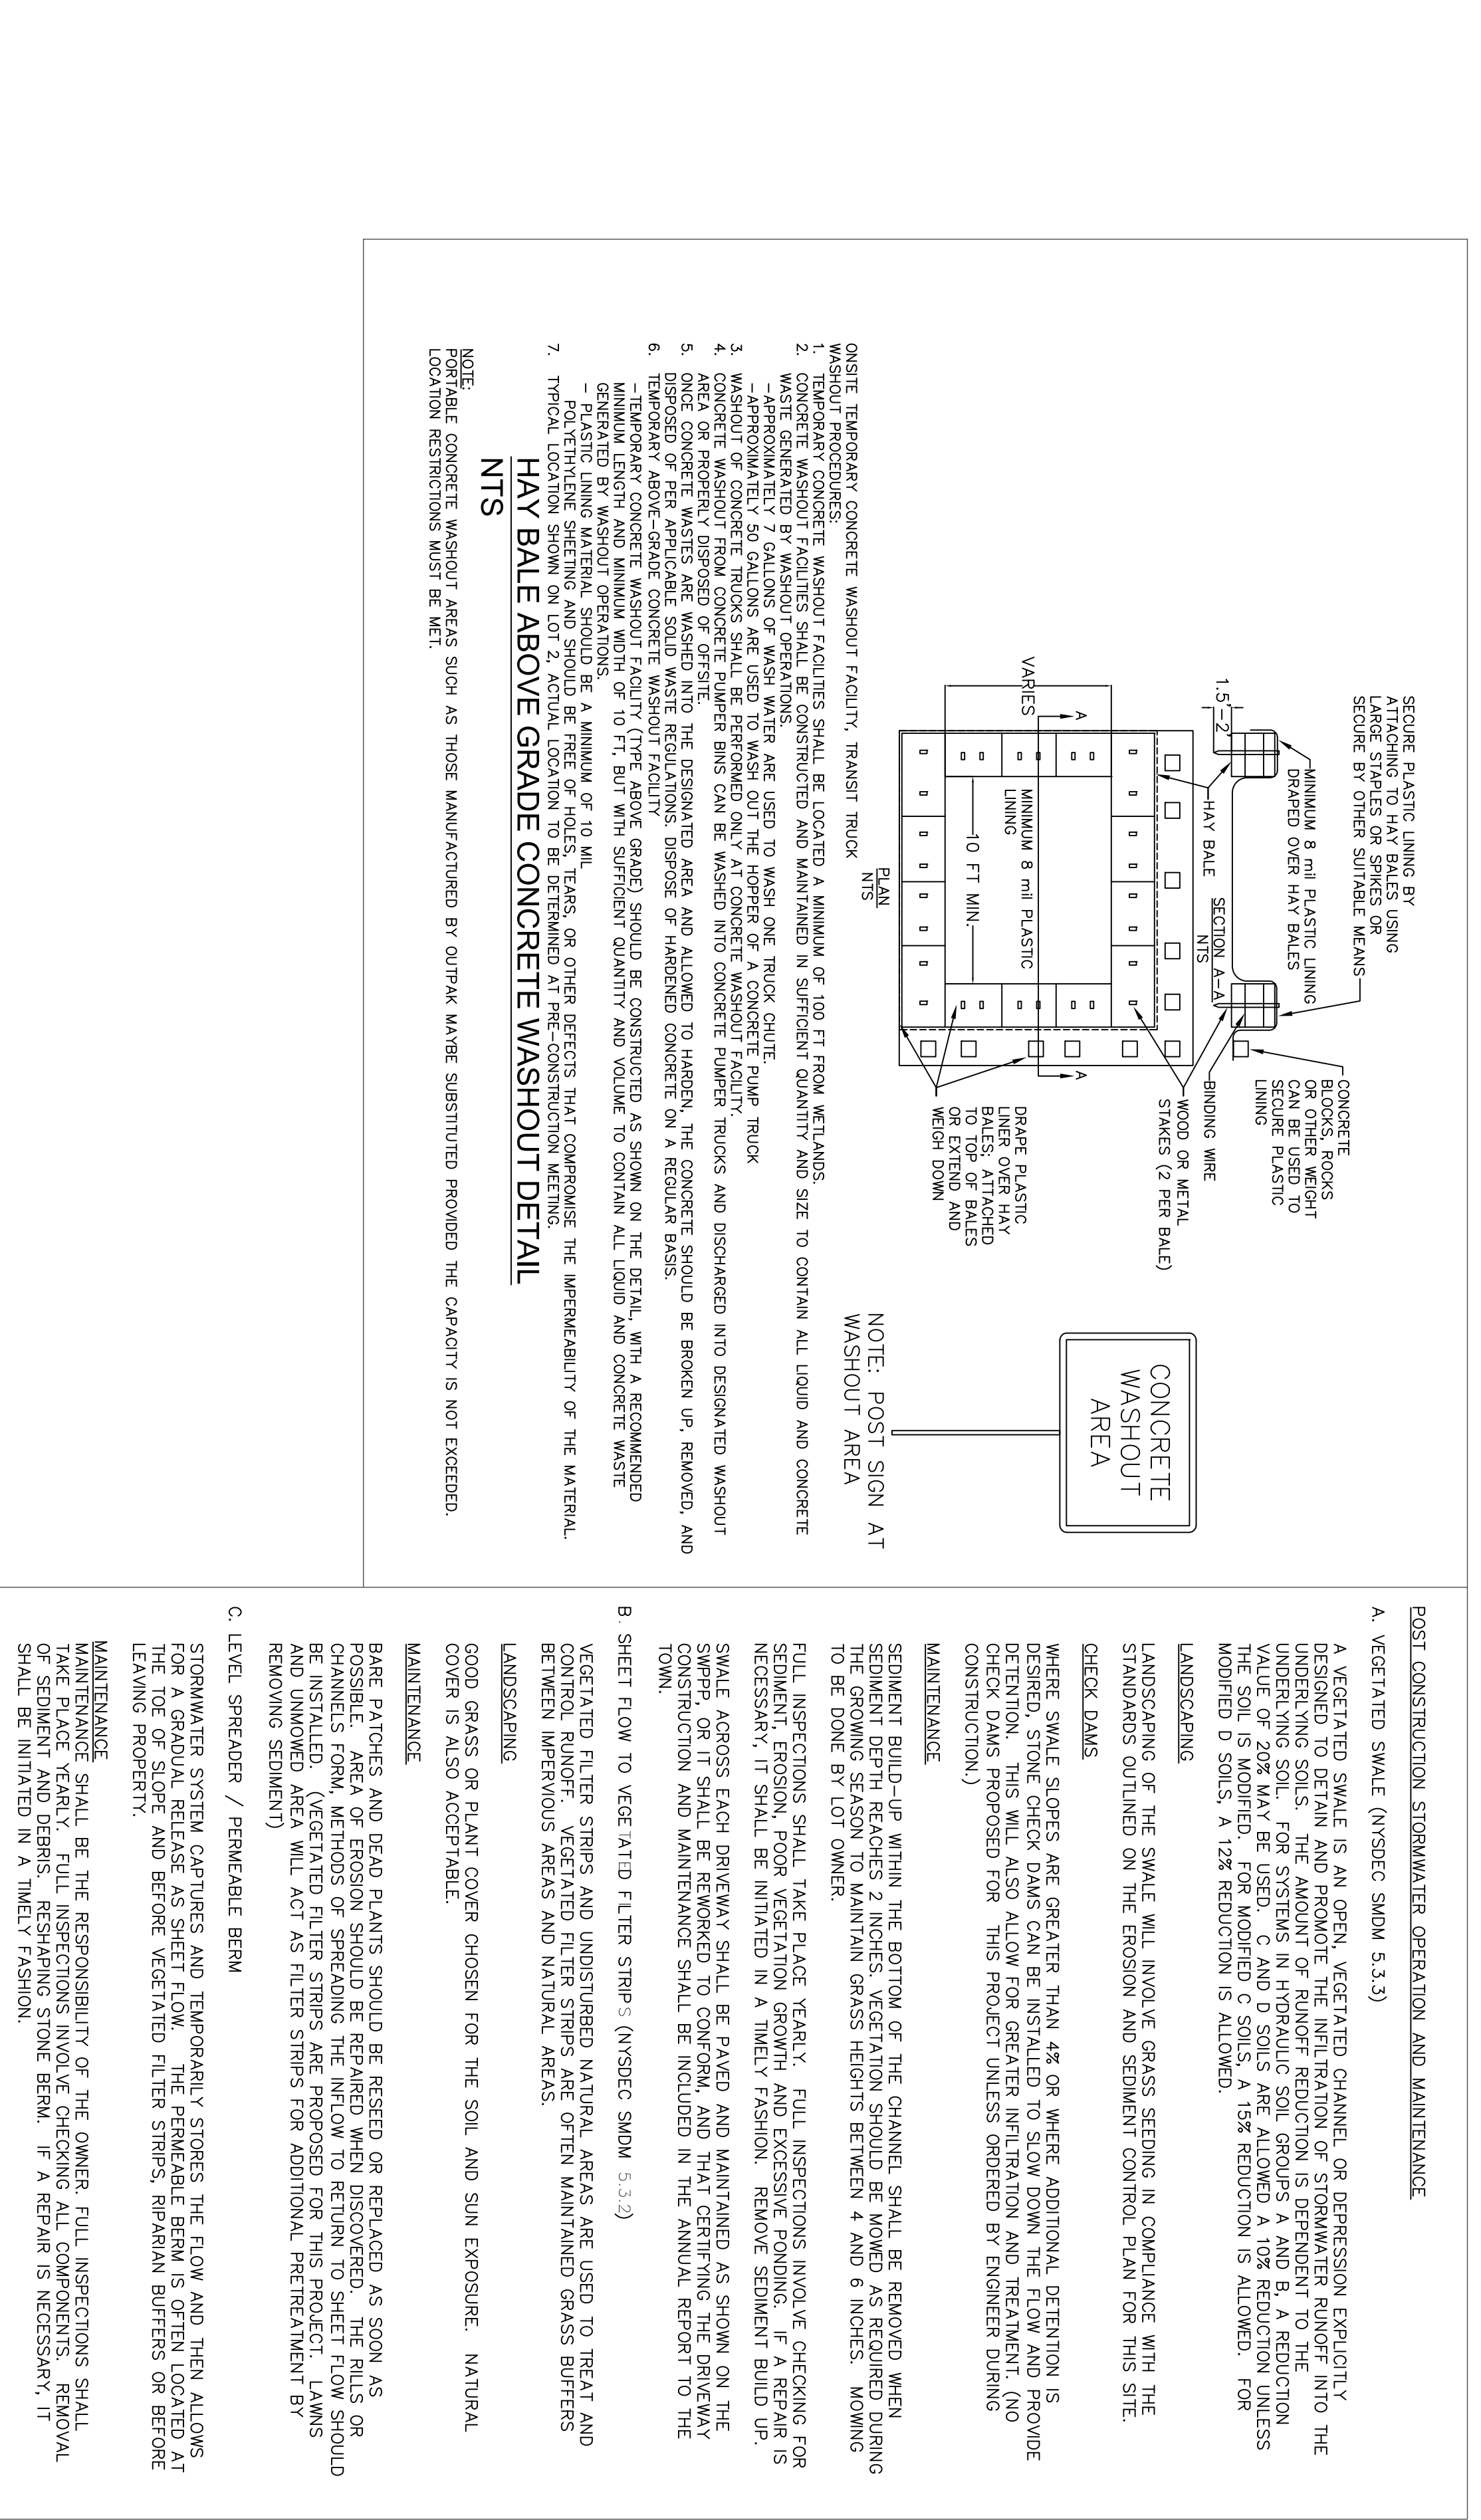 SECURE PLASTIC LINING BY
ATTACHING TO HAY BALES USING
LARGE STAPLES OR SPIKES OR
SECURE BY OTHER SUITABLE MEANS
MINIMUM 8 mil PLASTIC LINING
DRAPED OVER HAY BALES
1.5'-2'
HAY BALE
SECTION A-A
NTS
CONCRETE
BLOCKS, ROCKS
OR OTHER WEIGHT
CAN BE USED TO
SECURE PLASTIC
LINING
BINDING WIRE
WOOD OR METAL
STAKES (2 PER BALE)
VARIES
A
A
MINIMUM 8 mil PLASTIC
LINING
10 FT MIN.
DRAPE PLASTIC
LINER OVER HAY
BALES; ATTACHED
TO TOP OF BALES
OR EXTEND AND
WEIGH DOWN
PLAN
NTS
CONCRETE
WASHOUT
AREA
NOTE: POST SIGN AT
WASHOUT AREA
ONSITE TEMPORARY CONCRETE WASHOUT FACILITY, TRANSIT TRUCK
WASHOUT PROCEDURES:
1. TEMPORARY CONCRETE WASHOUT FACILITIES SHALL BE LOCATED A MINIMUM OF 100 FT FROM WETLANDS.
2. CONCRETE WASHOUT FACILITIES SHALL BE CONSTRUCTED AND MAINTAINED IN SUFFICIENT QUANTITY AND SIZE TO CONTAIN ALL LIQUID AND CONCRETE
WASTE GENERATED BY WASHOUT OPERATIONS.
-APPROXIMATELY 7 GALLONS OF WASH WATER ARE USED TO WASH ONE TRUCK CHUTE.
-APPROXIMATELY 50 GALLONS ARE USED TO WASH OUT THE HOPPER OF A CONCRETE PUMP TRUCK
3. WASHOUT OF CONCRETE TRUCKS SHALL BE PERFORMED ONLY AT CONCRETE WASHOUT FACILITY.
4. CONCRETE WASHOUT FROM CONCRETE PUMPER BINS CAN BE WASHED INTO CONCRETE PUMPER TRUCKS AND DISCHARGED INTO DESIGNATED WASHOUT
AREA OR PROPERLY DISPOSED OF OFFSITE.
5. ONCE CONCRETE WASTES ARE WASHED INTO THE DESIGNATED AREA AND ALLOWED TO HARDEN, THE CONCRETE SHOULD BE BROKEN UP, REMOVED, AND
DISPOSED OF PER APPLICABLE SOLID WASTE REGULATIONS. DISPOSE OF HARDENED CONCRETE ON A REGULAR BASIS.
6. TEMPORARY ABOVE-GRADE CONCRETE WASHOUT FACILITY
-TEMPORARY CONCRETE WASHOUT FACILITY (TYPE ABOVE GRADE) SHOULD BE CONSTRUCTED AS SHOWN ON THE DETAIL, WITH A RECOMMENDED
MINIMUM LENGTH AND MINIMUM WIDTH OF 10 FT, BUT WITH SUFFICIENT QUANTITY AND VOLUME TO CONTAIN ALL LIQUID AND CONCRETE WASTE
GENERATED BY WASHOUT OPERATIONS.
- PLASTIC LINING MATERIAL SHOULD BE A MINIMUM OF 10 MIL
POLYETHYLENE SHEETING AND SHOULD BE FREE OF HOLES, TEARS, OR OTHER DEFECTS THAT COMPROMISE THE IMPERMEABILITY OF THE MATERIAL.
7. TYPICAL LOCATION SHOWN ON LOT 2, ACTUAL LOCATION TO BE DETERMINED AT PRE-CONSTRUCTION MEETING.
HAY BALE ABOVE GRADE CONCRETE WASHOUT DETAIL
NTS
NOTE:
PORTABLE CONCRETE WASHOUT AREAS SUCH AS THOSE MANUFACTURED BY OUTPAK MAYBE SUBSTITUTED PROVIDED THE CAPACITY IS NOT EXCEEDED.
LOCATION RESTRICTIONS MUST BE MET.
POST CONSTRUCTION STORMWATER OPERATION AND MAINTENANCE
A. VEGETATED SWALE (NYSDEC SMDM 5.3.3)
A VEGETATED SWALE IS AN OPEN, VEGETATED CHANNEL OR DEPRESSION EXPLICITLY
DESIGNED TO DETAIN AND PROMOTE THE INFILTRATION OF STORMWATER RUNOFF INTO THE
UNDERLYING SOILS. THE AMOUNT OF RUNOFF REDUCTION IS DEPENDENT TO THE
UNDERLYING SOIL. FOR SYSTEMS IN HYDRAULIC SOIL GROUPS A AND B, A REDUCTION
VALUE OF 20% MAY BE USED. C AND D SOILS ARE ALLOWED A 10% REDUCTION UNLESS
THE SOIL IS MODIFIED. FOR MODIFIED C SOILS, A 15% REDUCTION IS ALLOWED. FOR
MODIFIED D SOILS, A 12% REDUCTION IS ALLOWED.
LANDSCAPING
LANDSCAPING OF THE SWALE WILL INVOLVE GRASS SEEDING IN COMPLIANCE WITH THE
STANDARDS OUTLINED ON THE EROSION AND SEDIMENT CONTROL PLAN FOR THIS SITE.
CHECK DAMS
WHERE SWALE SLOPES ARE GREATER THAN 4% OR WHERE ADDITIONAL DETENTION IS
DESIRED, STONE CHECK DAMS CAN BE INSTALLED TO SLOW DOWN THE FLOW AND PROVIDE
DETENTION. THIS WILL ALSO ALLOW FOR GREATER INFILTRATION AND TREATMENT. (NO
CHECK DAMS PROPOSED FOR THIS PROJECT UNLESS ORDERED BY ENGINEER DURING
CONSTRUCTION.)
MAINTENANCE
SEDIMENT BUILD-UP WITHIN THE BOTTOM OF THE CHANNEL SHALL BE REMOVED WHEN
SEDIMENT DEPTH REACHES 2 INCHES. VEGETATION SHOULD BE MOWED AS REQUIRED DURING
THE GROWING SEASON TO MAINTAIN GRASS HEIGHTS BETWEEN 4 AND 6 INCHES. MOWING
TO BE DONE BY LOT OWNER.
FULL INSPECTIONS SHALL TAKE PLACE YEARLY. FULL INSPECTIONS INVOLVE CHECKING FOR
SEDIMENT, EROSION, POOR VEGETATION GROWTH AND EXCESSIVE PONDING. IF A REPAIR IS
NECESSARY, IT SHALL BE INITIATED IN A TIMELY FASHION. REMOVE SEDIMENT BUILD UP.
SWALE ACROSS EACH DRIVEWAY SHALL BE PAVED AND MAINTAINED AS SHOWN ON THE
SWPPP, OR IT SHALL BE REWORKED TO CONFORM, AND THAT CERTIFYING THE DRIVEWAY
CONSTRUCTION AND MAINTENANCE SHALL BE INCLUDED IN THE ANNUAL REPORT TO THE
TOWN.
B. SHEET FLOW TO VEGETATED FILTER STRIPS (NYSDEC SMDM 5.3.2)
VEGETATED FILTER STRIPS AND UNDISTURBED NATURAL AREAS ARE USED TO TREAT AND
CONTROL RUNOFF. VEGETATED FILTER STRIPS ARE OFTEN MAINTAINED GRASS BUFFERS
BETWEEN IMPERVIOUS AREAS AND NATURAL AREAS.
LANDSCAPING
GOOD GRASS OR PLANT COVER CHOSEN FOR THE SOIL AND SUN EXPOSURE. NATURAL
COVER IS ALSO ACCEPTABLE.
MAINTENANCE
BARE PATCHES AND DEAD PLANTS SHOULD BE RESEED OR REPLACED AS SOON AS
POSSIBLE. AREA OF EROSION SHOULD BE REPAIRED WHEN DISCOVERED. THE RILLS OR
CHANNELS FORM, METHODS OF SPREADING THE INFLOW TO RETURN TO SHEET FLOW SHOULD
BE INSTALLED. (VEGETATED FILTER STRIPS ARE PROPOSED FOR THIS PROJECT. LAWNS
AND UNMOWED AREA WILL ACT AS FILTER STRIPS FOR ADDITIONAL PRETREATMENT BY
REMOVING SEDIMENT)
C. LEVEL SPREADER / PERMEABLE BERM
STORMWATER SYSTEM CAPTURES AND TEMPORARILY STORES THE FLOW AND THEN ALLOWS
FOR A GRADUAL RELEASE AS SHEET FLOW. THE PERMEABLE BERM IS OFTEN LOCATED AT
THE TOE OF SLOPE AND BEFORE VEGETATED FILTER STRIPS, RIPARIAN BUFFERS OR BEFORE
LEAVING PROPERTY.
MAINTENANCE
MAINTENANCE SHALL BE THE RESPONSIBILITY OF THE OWNER. FULL INSPECTIONS SHALL
TAKE PLACE YEARLY. FULL INSPECTIONS INVOLVE CHECKING ALL COMPONENTS. REMOVAL
OF SEDIMENT AND DEBRIS. RESHAPING STONE BERM. IF A REPAIR IS NECESSARY, IT
SHALL BE INITIATED IN A TIMELY FASHION.